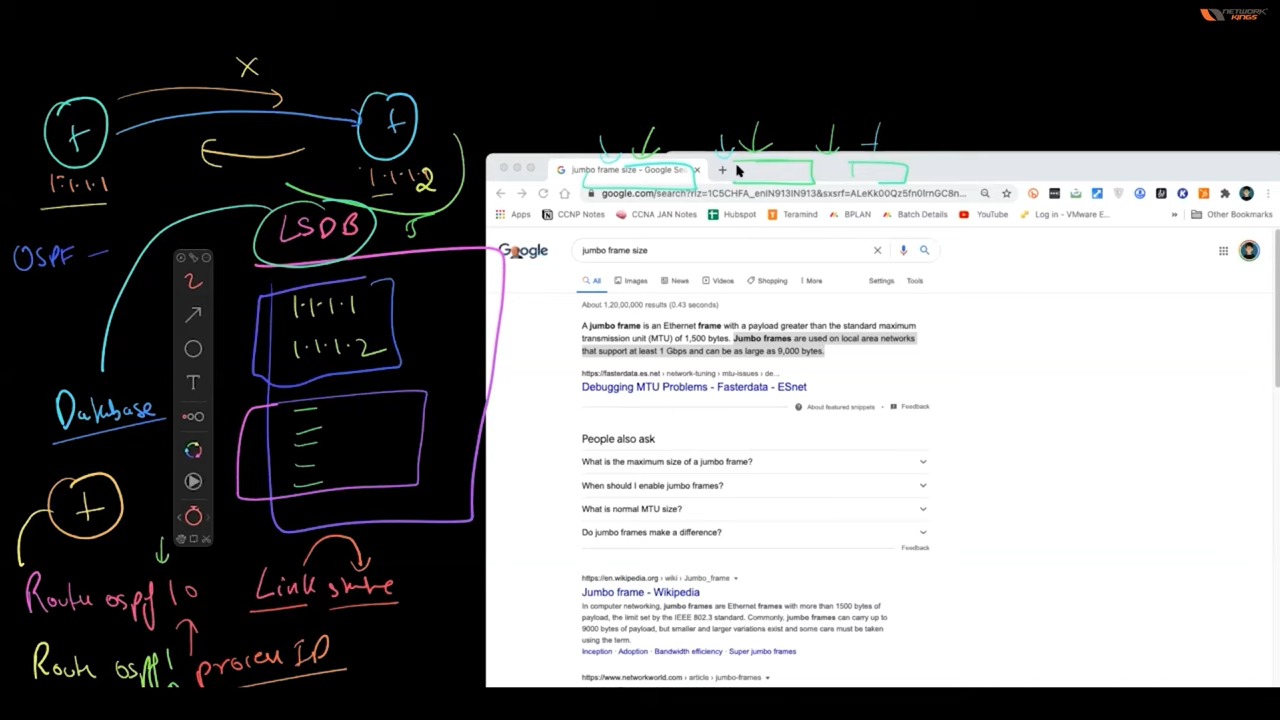 NETWORK
KINGS
X
1.1.1.1
1.1.1.2
OSPF -
LSDB
5
1.1.1.1
1.1.1.2
Database
2
T
Link state
Route ospf 10
Route ospf 1
process ID
jumbo frame size - Google Se
google.com/search?rlz=1C5CHFA_enIN913IN913&sxsrf=ALeKk00Qz5fn0IrnGC8n...
Apps
CCNP Notes
CCNA JAN Notes
Hubspot
Teramind
BPLAN
Batch Details
YouTube
Log in - VMware E...
»
Other Bookmarks
Google
jumbo frame size
All
Images
News
Videos
Shopping
More
Settings
Tools
About 1,20,00,000 results (0.43 seconds)
A jumbo frame is an Ethernet frame with a payload greater than the standard maximum
transmission unit (MTU) of 1,500 bytes. Jumbo frames are used on local area networks
that support at least 1 Gbps and can be as large as 9,000 bytes.
https://fasterdata.es.net › network-tuning › mtu-issues › de...
Debugging MTU Problems - Fasterdata - ESnet
About featured snippets • Feedback
People also ask
What is the maximum size of a jumbo frame?
When should I enable jumbo frames?
What is normal MTU size?
Do jumbo frames make a difference?
Feedback
https://en.wikipedia.org › wiki › Jumbo_frame
Jumbo frame - Wikipedia
In computer networking, jumbo frames are Ethernet frames with more than 1500 bytes of
payload, the limit set by the IEEE 802.3 standard. Commonly, jumbo frames can carry up to
9000 bytes of payload, but smaller and larger variations exist and some care must be taken
using the term.
Inception · Adoption · Bandwidth efficiency · Super jumbo frames
https://www.networkworld.com › article › jumbo-frames